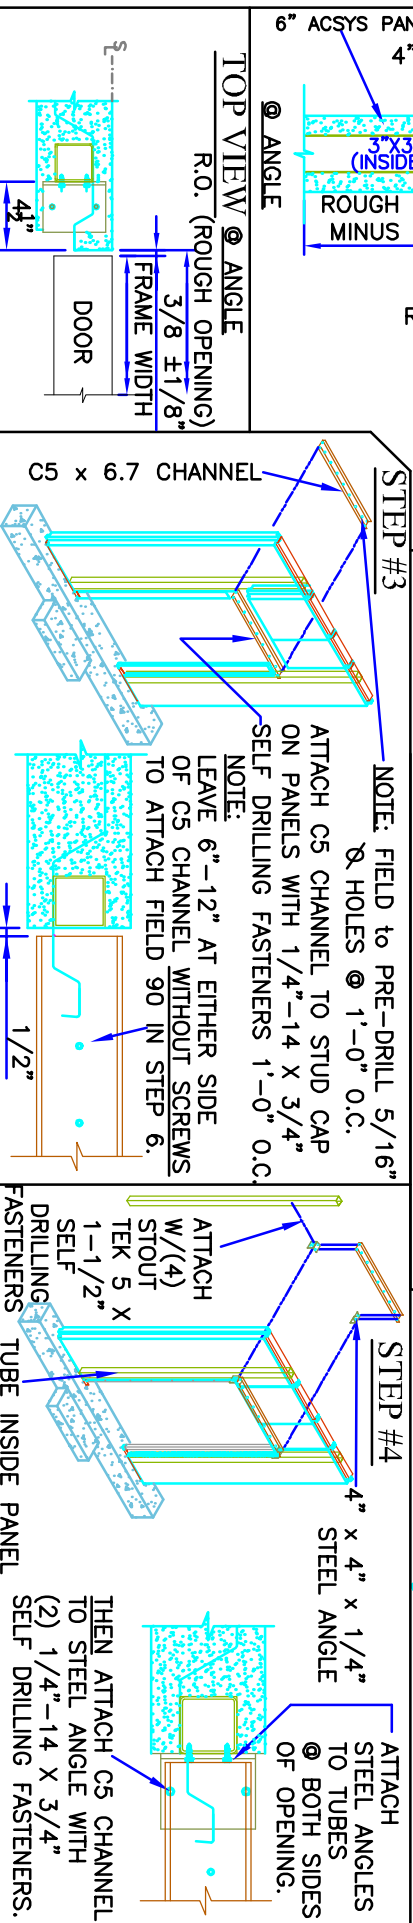 6" ACSYS PAN
4"
3"X3
(INSIDE
ROUGH
MINUS
@ ANGLE
TOP VIEW @ ANGLE
R.O. (ROUGH OPENING)
3/8 ±1/8"
FRAME WIDTH
DOOR
4 1/2"
STEP #3
C5 x 6.7 CHANNEL
NOTE: FIELD to PRE-DRILL 5/16"
Ø HOLES @ 1'-0" O.C.
ATTACH C5 CHANNEL TO STUD CAP
ON PANELS WITH 1/4"-14 X 3/4"
SELF DRILLING FASTENERS 1'-0" O.C.
NOTE:
LEAVE 6"-12" AT EITHER SIDE
OF C5 CHANNEL WITHOUT SCREWS
TO ATTACH FIELD 90 IN STEP 6.
1/2"
STEP #4
4" x 4" x 1/4"
STEEL ANGLE
ATTACH
W/(4)
STOUT
TEK 5 X
1-1/2"
SELF
DRILLING
FASTENERS
TUBE INSIDE PANEL
ATTACH
STEEL ANGLES
TO TUBES
@ BOTH SIDES
OF OPENING.
THEN ATTACH C5 CHANNEL
TO STEEL ANGLE WITH
(2) 1/4"-14 X 3/4"
SELF DRILLING FASTENERS.